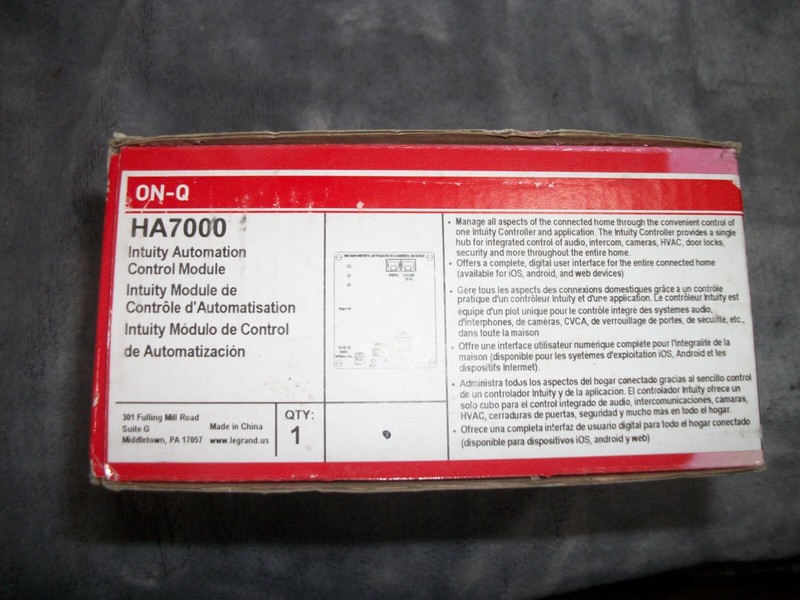 ON-Q
HA7000
Intuity Automation
Control Module
Intuity Module de
Contrôle d'Automatisation
Intuity Módulo de Control
de Automatización
301 Fulling Mill Road
Suite G
Middletown, PA 17057
Made in China
www.legrand.us
QTY:
1
• Manage all aspects of the connected home through the convenient control of
one Intuity Controller and application. The Intuity Controller provides a single
hub for integrated control of audio, intercom, cameras, HVAC, door locks,
security and more throughout the entire home.
• Offers a complete, digital user interface for the entire connected home
(available for iOS, android, and web devices)
• Gère tous les aspects des connexions domestiques grâce à un contrôle
pratique d'un contrôleur Intuity et d'une application. Le contrôleur Intuity est
équipe d'un plot unique pour le contrôle intègre des systemes audio,
d'interphones, de cameras, CVCA, de verrouillage de portes, de sécurité, etc.,
dans toute la maison
• Offre une interface utilisateur numerique complete pour l'integralite de la
maison (disponible pour les systèmes d'exploitation iOS, Android et les
dispositifs Internet).
• Administra todos los aspectos del hogar conectado gracias al sencillo control
de un controlador Intuity y de la aplicación. El controlador Intuity ofrece un
solo cubo para el control integrado de audio, intercomunicaciones, cámaras,
HVAC, cerraduras de puertas, seguridad y mucho más en todo el hogar.
• Ofrece una completa interfaz de usuario digital para todo el hogar conectado
(disponible para dispositivos iOS, android y web)